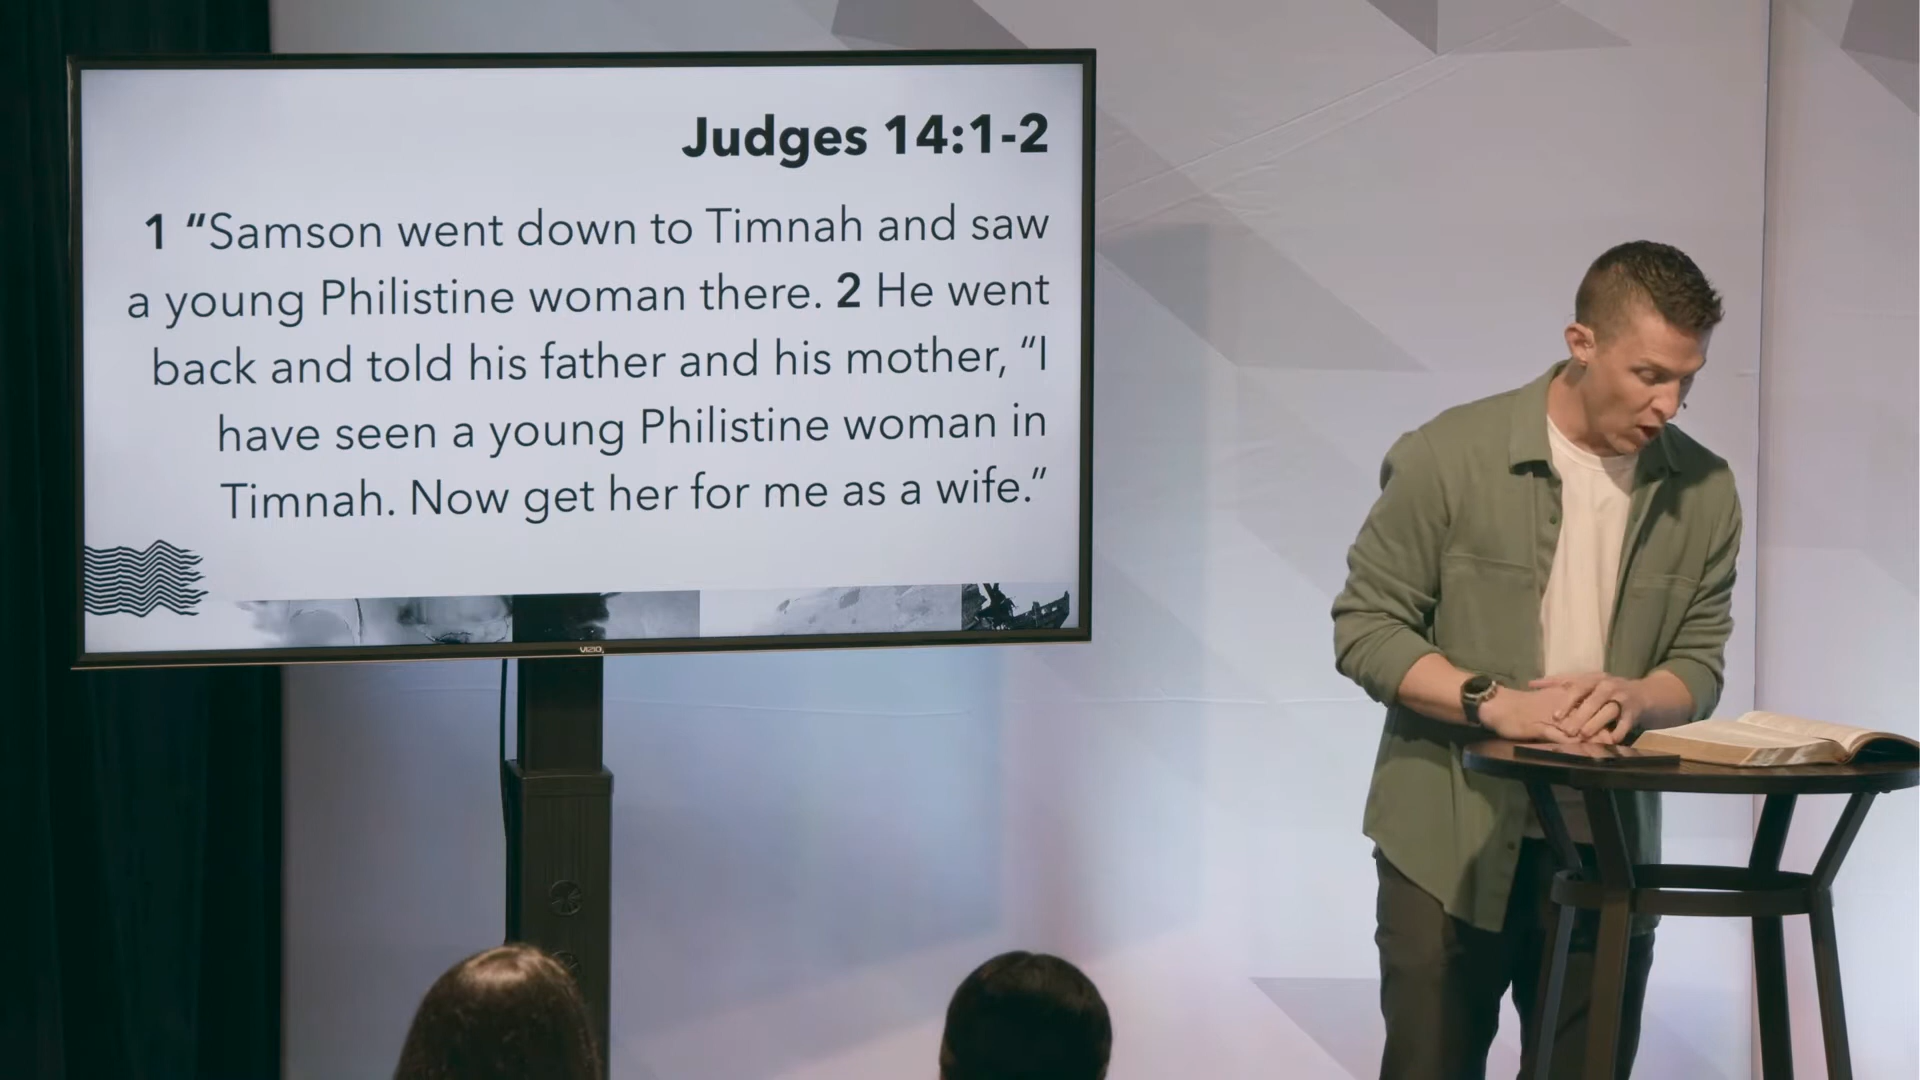 Judges 14:1-2
1 “Samson went down to Timnah and saw
a young Philistine woman there. 2 He went
back and told his father and his mother, “I
have seen a young Philistine woman in
Timnah. Now get her for me as a wife.”
VIZIO